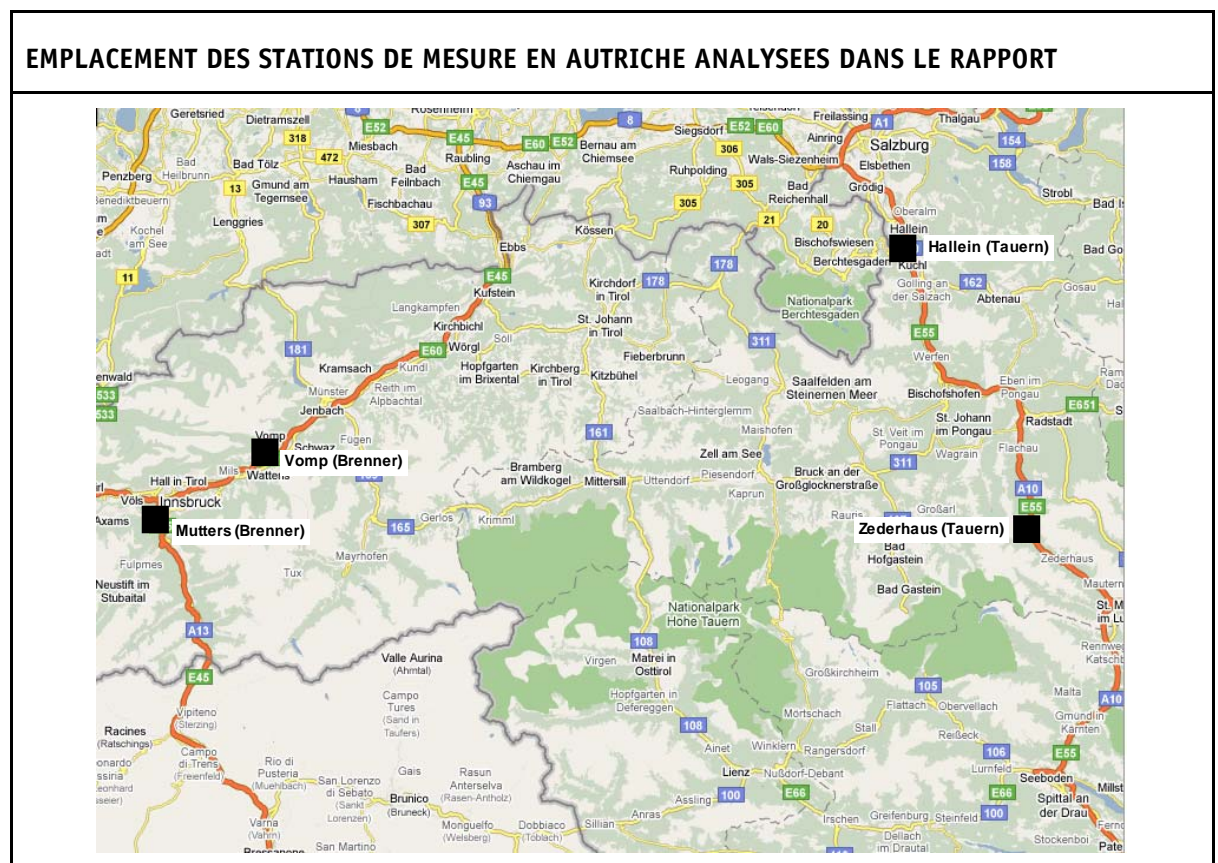 EMPLACEMENT DES STATIONS DE MESURE EN AUTRICHE ANALYSEES DANS LE RAPPORT
Geretsried
Dietramszell
Rosenheim
8
Siegsdorf
E52 E60
Freilassing
A1
Thalgau
318
E52
Miesbach
E45
E60 E52
Bernau am
Chiemsee
306
Ainring
Salzburg
154
Bad
Heilbrunn
Bad Tölz
472
Raubling
Aschau im
Chiemgau
Wals-Siezenheim
Elsbethen
158
Penzberg
13
Gmund am
Tegernsee
Hausham
Bad
Feilnbach
E45
Ruhpolding
305
Bad
Reichenhall
Grödig
Strobl
Benediktbeuern
Fischbachau
93
305
Oberalm
Kochel
am See
Lenggries
307
Kössen
21
20
Hallein
Ebbs
Bischofswiesen
Hallein (Tauern)
Berchtesgaden
Kuchl
11
E45
178
178
Kirchdorf
in Tirol
Golling an
der Salzach
162
Gosau
Kufstein
Abtenau
Langkampfen
Nationalpark
Berchtesgaden
Kirchbichl
St. Johann
in Tirol
311
E55
181
E60
Wörgl
Söll
Fieberbrunn
Werfen
Kramsach
Kundl
Hopfgarten
im Brixental
Kirchberg
in Tirol
Kitzbühel
Leogang
Saalfelden am
Steinernen Meer
Bischofshofen
Eben im
Pongau
533
Münster
Reith im
Alpbachtal
E651
533
Jenbach
Saalbach-Hinterglemm
St. Johann
im Pongau
Radstadt
Vomp
Schwaz
Fügen
161
Maishofen
St. Veit im
Pongau
Wagrain
Flachau
Vomp (Brenner)
Zell am See
311
Mils
Wattens
Bramberg
am Wildkogel
Mittersill
Uttendorf
Piesendorf
Bruck an der
Großglocknerstraße
Hall in Tirol
Kaprun
A10
Völs
Innsbruck
E55
Axams
Mutters (Brenner)
165
Gerlos
Krimml
Rauris
Großarl
Zederhaus (Tauern)
Fulpmes
Mayrhofen
Bad
Hofgastein
Zederhaus
Neustift im
Stubaital
Tux
Bad Gastein
Mautern
Nationalpark
Hohe Tauern
A13
108
Valle Aurina
(Ahrntal)
Virgen
Matrei in
Osttirol
E45
Großkirchheim
105
Malta
A10
Campo
Tures
(Sand in
Taufers)
Hopfgarten in
Defereggen
Flattach
Obervellach
Vipiteno
(Sterzing)
Mörtschach
Gmünd in
Kärnten
Racines
(Ratschings)
108
Stall
Reißeck
Ainet
Winklern
Rangersdorf
106
E55
Campo
di Trens
(Freienfeld)
Rio di
Pusteria
(Muehlbach)
Gais
Rasun
Anterselva
(Rasen-Antholz)
Lienz
Nußdorf-Debant
Lurnfeld
Seeboden
San Lorenzo
di Sebato
(Sankt
Lorenzen)
Brunico
(Bruneck)
Assling
100
E66
E66
100
Spittal an
der Drau
Varna
(Vahrn)
Monguelfo
(Welsberg)
Dobbiaco
(Toblach)
Sillian
Anras
Irschen
Greifenburg
Steinfeld
Dellach
im Drautal
Stockenboi
Bressanone
San Martino